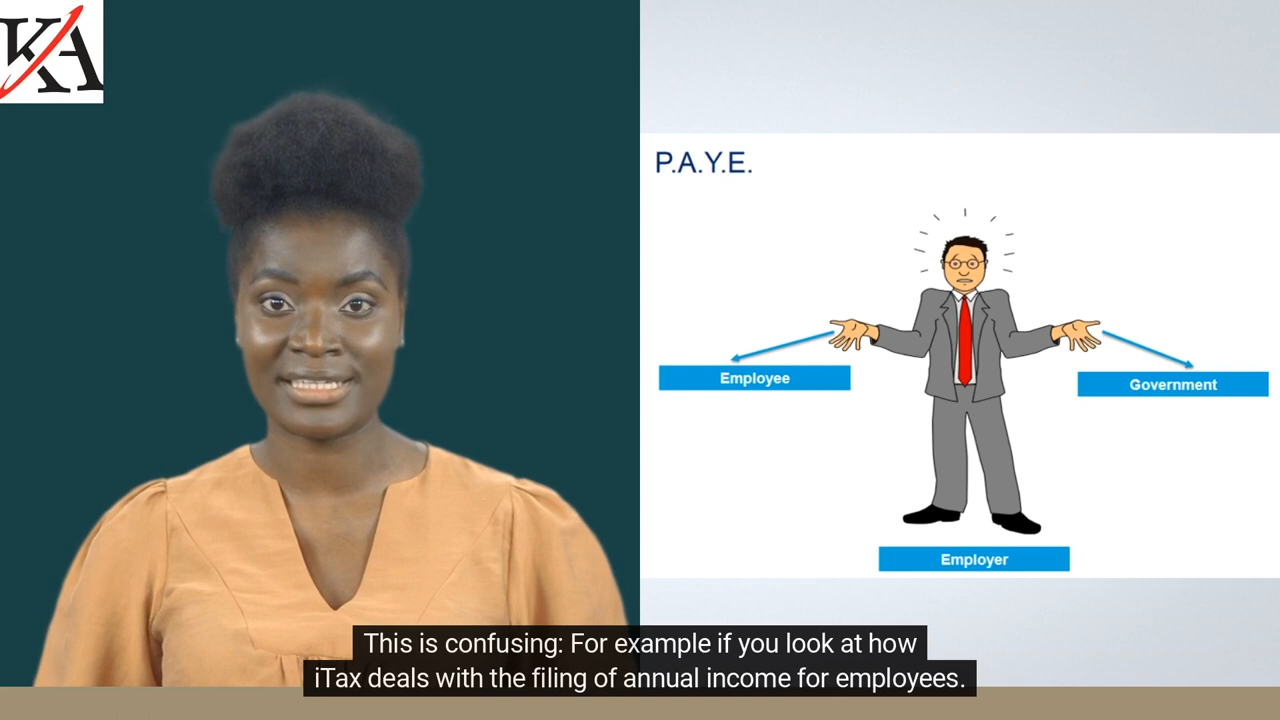 KA
P.A.Y.E.
Employee
Government
Employer
This is confusing: For example if you look at how
iTax deals with the filing of annual income for employees.